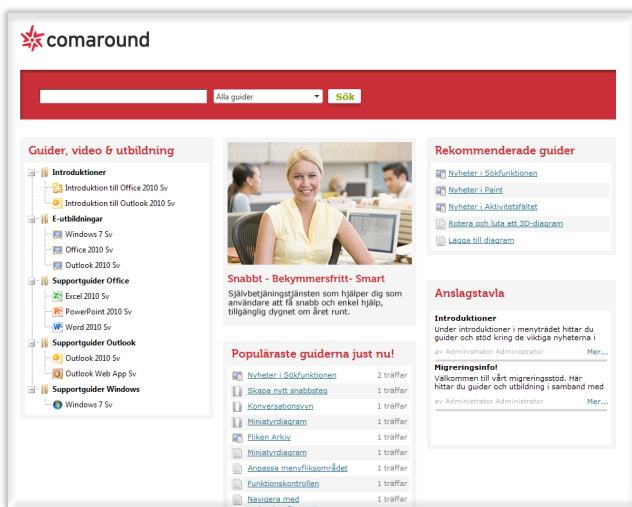 comaround
Alla guider
Sök
Guider, video & utbildning
Introduktioner
Introduktion till Office 2010 Sv
Introduktion till Outlook 2010 Sv
E-utbildningar
Windows 7 Sv
Office 2010 Sv
Outlook 2010 Sv
Supportguider Office
Excel 2010 Sv
PowerPoint 2010 Sv
Word 2010 Sv
Supportguider Outlook
Outlook 2010 Sv
Outlook Web App Sv
Supportguider Windows
Windows 7 Sv
Snabbt - Bekymmersfritt- Smart
Självbetjäningstjänsten som hjälper dig som
användare att få snabb och enkel hjälp,
tillgänglig dygnet om året runt.
Populäraste guiderna just nu!
Nyheter i Sökfunktionen 2 träffar
Skapa nytt snabbsteg 1 träffar
Konversationsvyn 1 träffar
Miniatyrdiagram 1 träffar
Fliken Arkiv 1 träffar
Miniatyrdiagram 1 träffar
Anpassa menyfliksområdet 1 träffar
Funktionskontrollen 1 träffar
Navigera med 1 träffar
Rekommenderade guider
Nyheter i Sökfunktionen
Nyheter i Paint
Nyheter i Aktivitetsfältet
Rotera och luta ett 3D-diagram
Lägga till diagram
Anslagstavla
Introduktioner
Under introduktioner i menyträdet hittar du
guider och stöd kring de viktiga nyheterna i
av Administrator Administrator Mer...
Migreringsinfo!
Välkommen till vårt migreringsstöd. Här
hittar du guider och utbildning i samband med
av Administrator Administrator Mer...